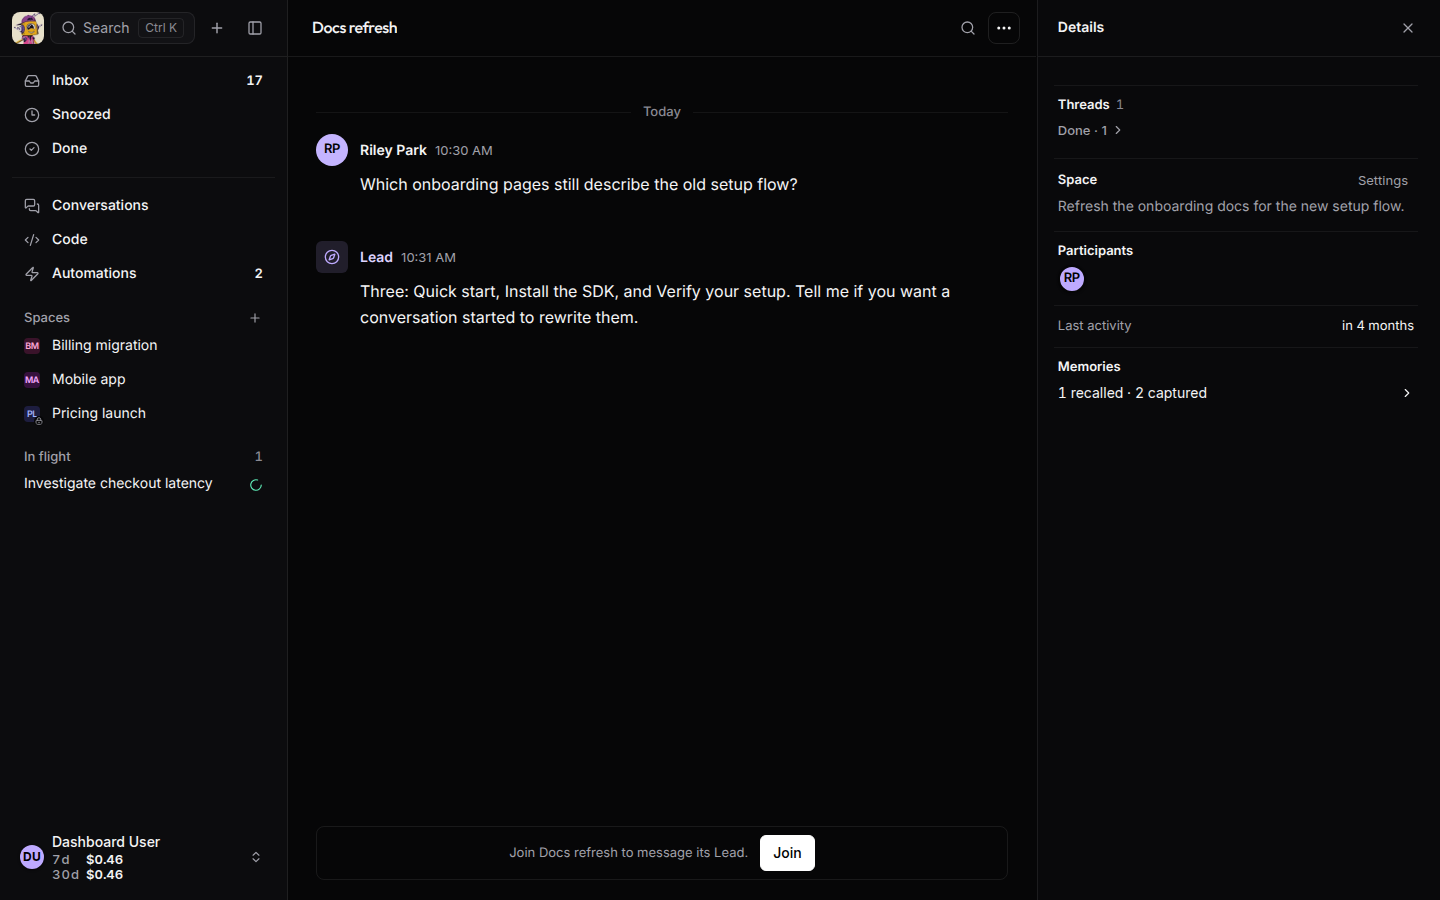 Search Ctrl K
Inbox 17
Snoozed
Done
Conversations
Code
Automations 2
Spaces
BM Billing migration
MA Mobile app
PL Pricing launch
In flight 1
Investigate checkout latency
DU Dashboard User
7d $0.46
30d $0.46
Docs refresh
Today
RP Riley Park 10:30 AM
Which onboarding pages still describe the old setup flow?
Lead 10:31 AM
Three: Quick start, Install the SDK, and Verify your setup. Tell me if you want a
conversation started to rewrite them.
Join Docs refresh to message its Lead. Join
Details
Threads 1
Done · 1
Space Settings
Refresh the onboarding docs for the new setup flow.
Participants
RP
Last activity in 4 months
Memories
1 recalled · 2 captured